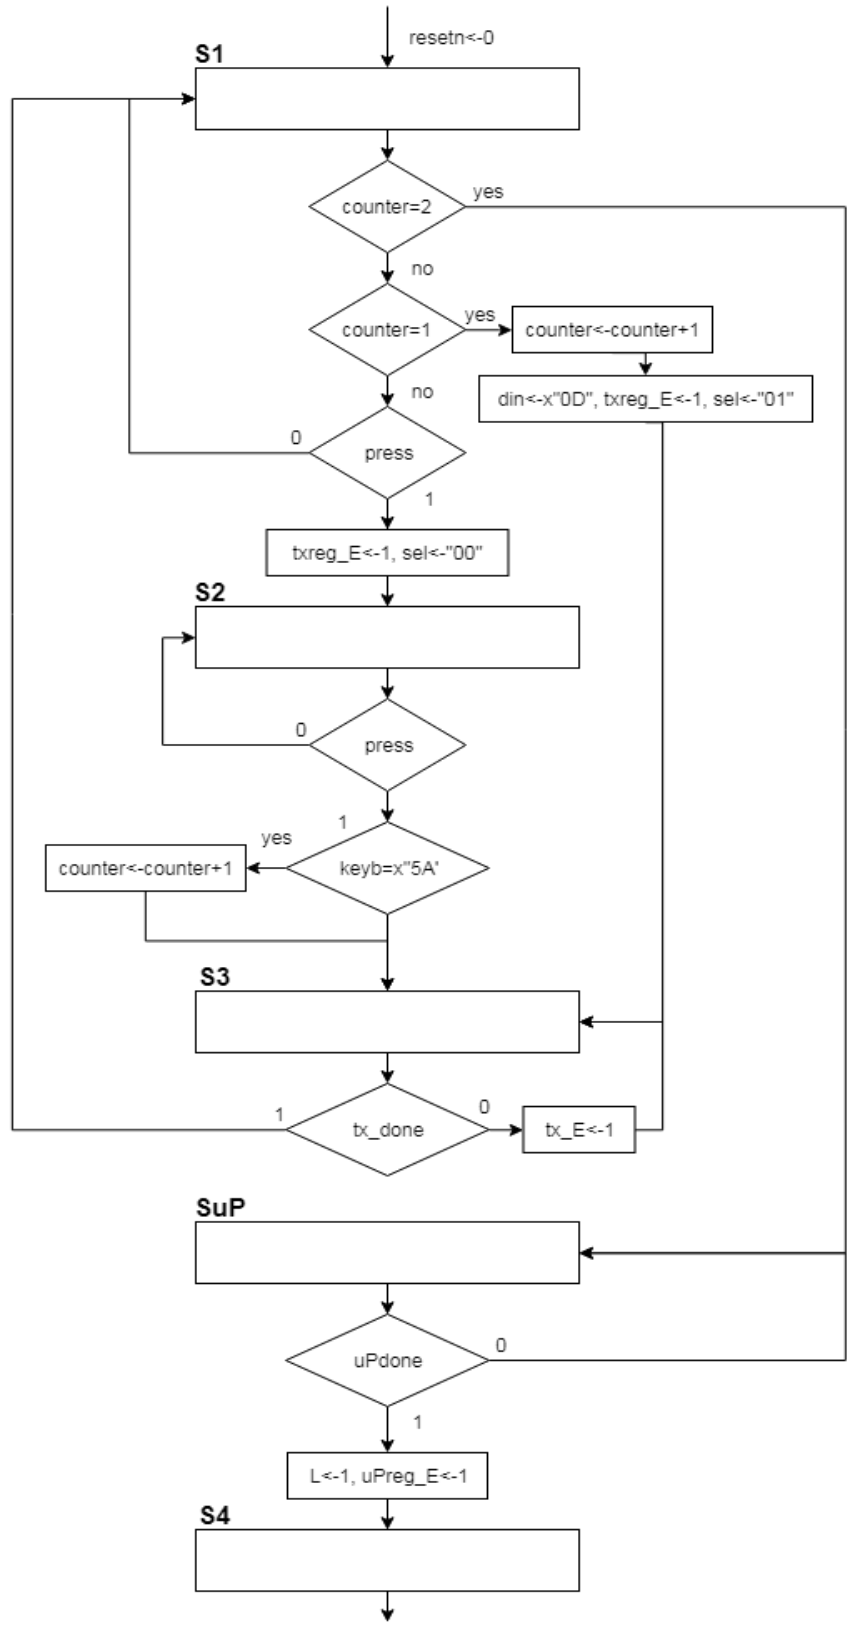 resetn<-0
S1
counter=2
yes
no
counter=1
yes
counter<-counter+1
no
din<-x"0D", txreg_E<-1, sel<-"01"
0
press
1
txreg_E<-1, sel<-"00"
S2
0
press
1
yes
counter<-counter+1
keyb=x"5A'
S3
1
tx_done
0
tx_E<-1
SuP
uPdone
0
1
L<-1, uPreg_E<-1
S4